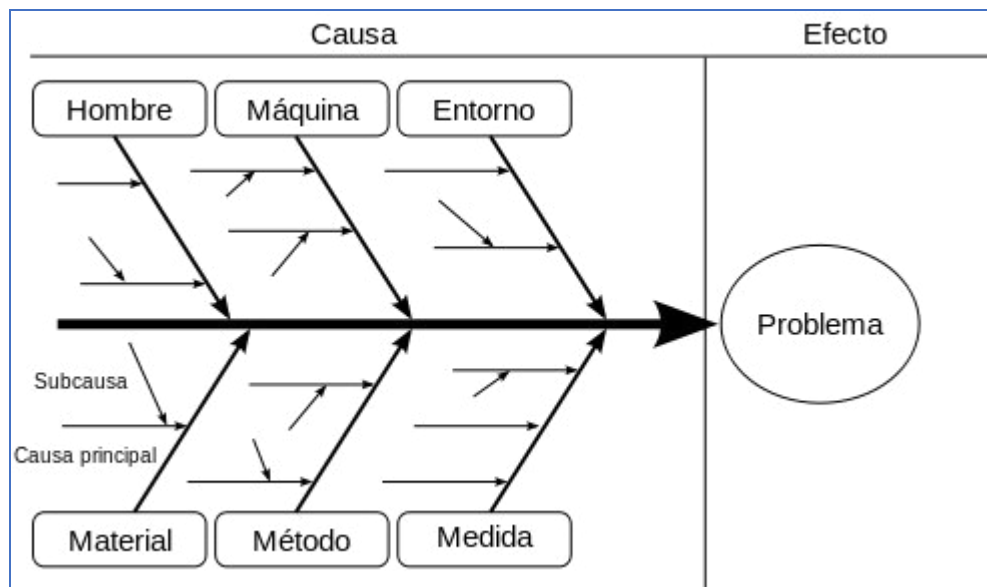 Causa
Efecto
Hombre
Máquina
Entorno
Problema
Subcausa
Causa principal
Material
Método
Medida